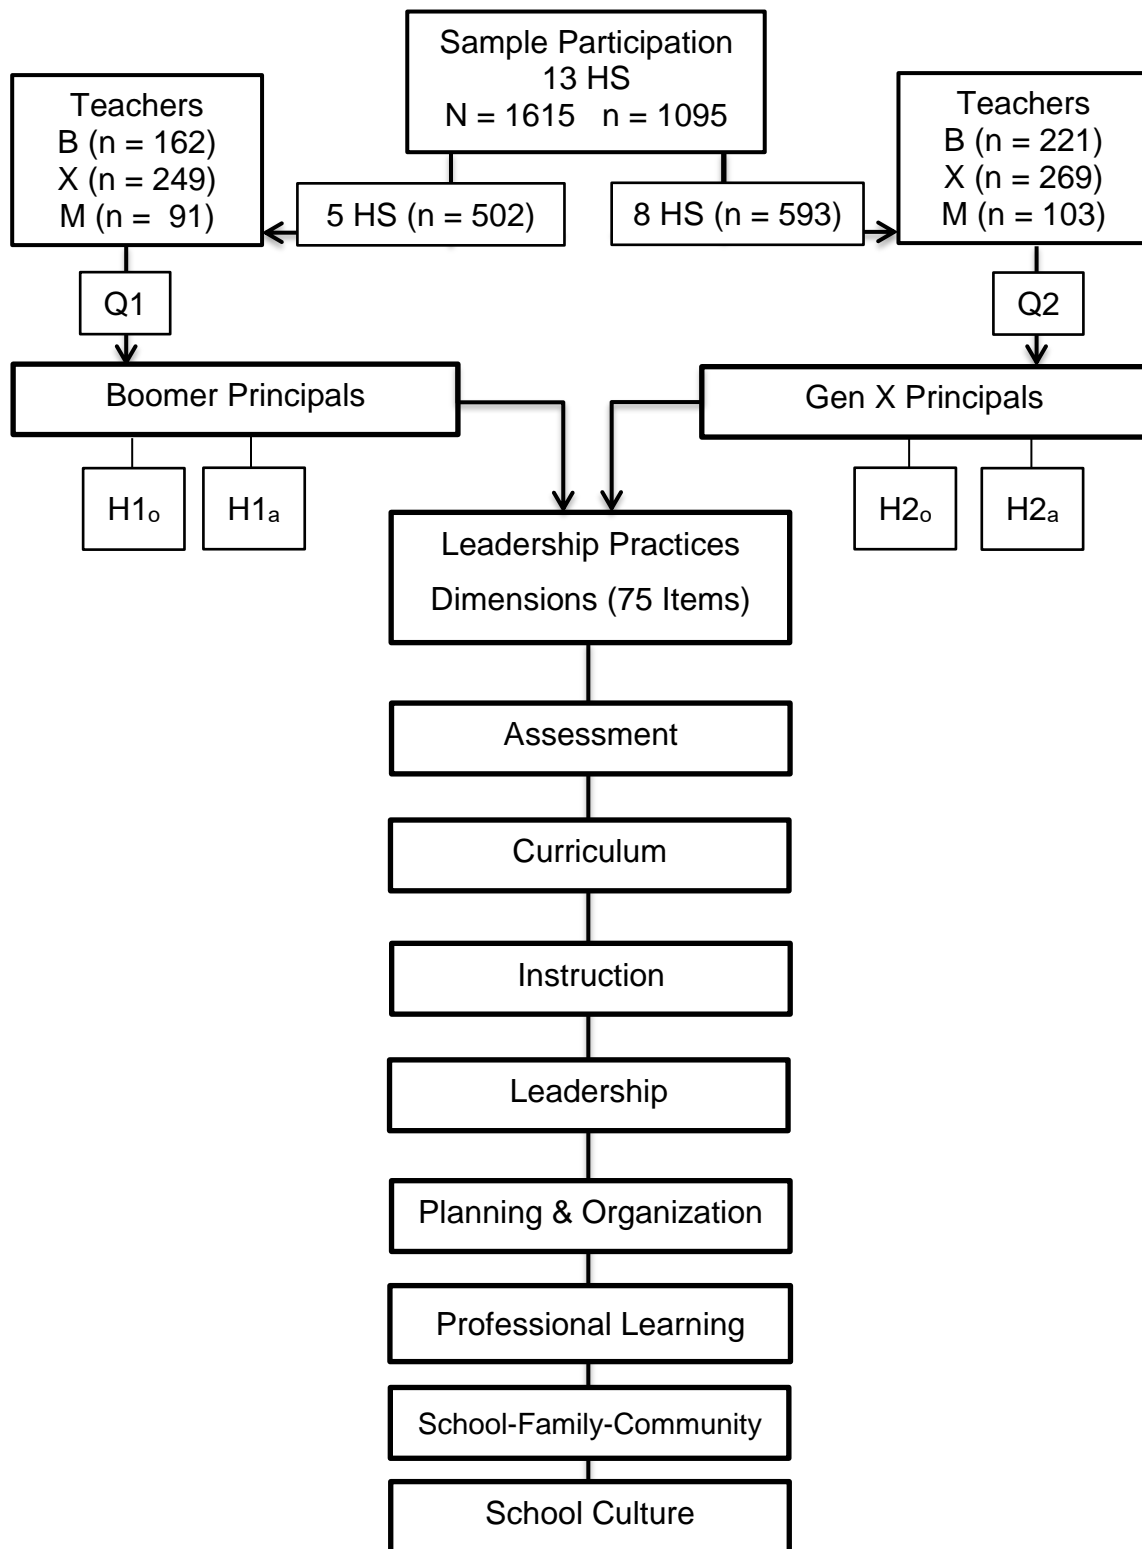 Sample Participation
13 HS
N = 1615   n = 1095
Teachers
B (n = 162)
X (n = 249)
M (n =  91)
5 HS (n = 502)
8 HS (n = 593)
Teachers
B (n = 221)
X (n = 269)
M (n = 103)
Q1
Q2
Boomer Principals
Gen X Principals
H1o
H1a
H2o
H2a
Leadership Practices
Dimensions (75 Items)
Assessment
Curriculum
Instruction
Leadership
Planning & Organization
Professional Learning
School-Family-Community
School Culture